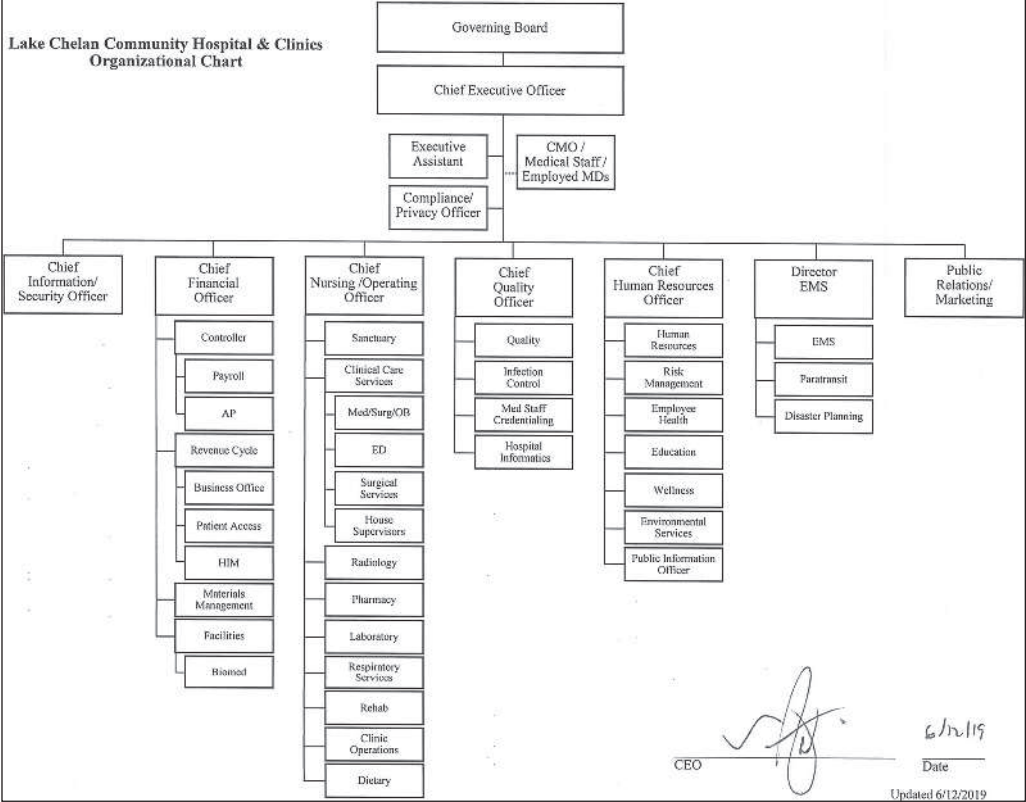 Lake Chelan Community Hospital & Clinics
Organizational Chart
Governing Board
Chief Executive Officer
Executive
Assistant
CMO /
Medical Staff /
Employed MDs
Compliance/
Privacy Officer
Chief
Information/
Security Officer
Chief
Financial
Officer
Controller
Payroll
AP
Revenue Cycle
Business Office
Patient Access
HIM
Materials
Management
Facilities
Biomed
Chief
Nursing /Operating
Officer
Sanctuary
Clinical Care
Services
Med/Surg/OB
ED
Surgical
Services
House
Supervisors
Radiology
Pharmacy
Laboratory
Respiratory
Services
Rehab
Clinic
Operations
Dietary
Chief
Quality
Officer
Quality
Infection
Control
Med Staff
Credentialing
Hospital
Informatics
Chief
Human Resources
Officer
Human
Resources
Risk
Management
Employee
Health
Education
Wellness
Environmental
Services
Public Information
Officer
Director
EMS
EMS
Paratransit
Disaster Planning
Public
Relations/
Marketing
6/12/19
CEO
Date
Updated 6/12/2019